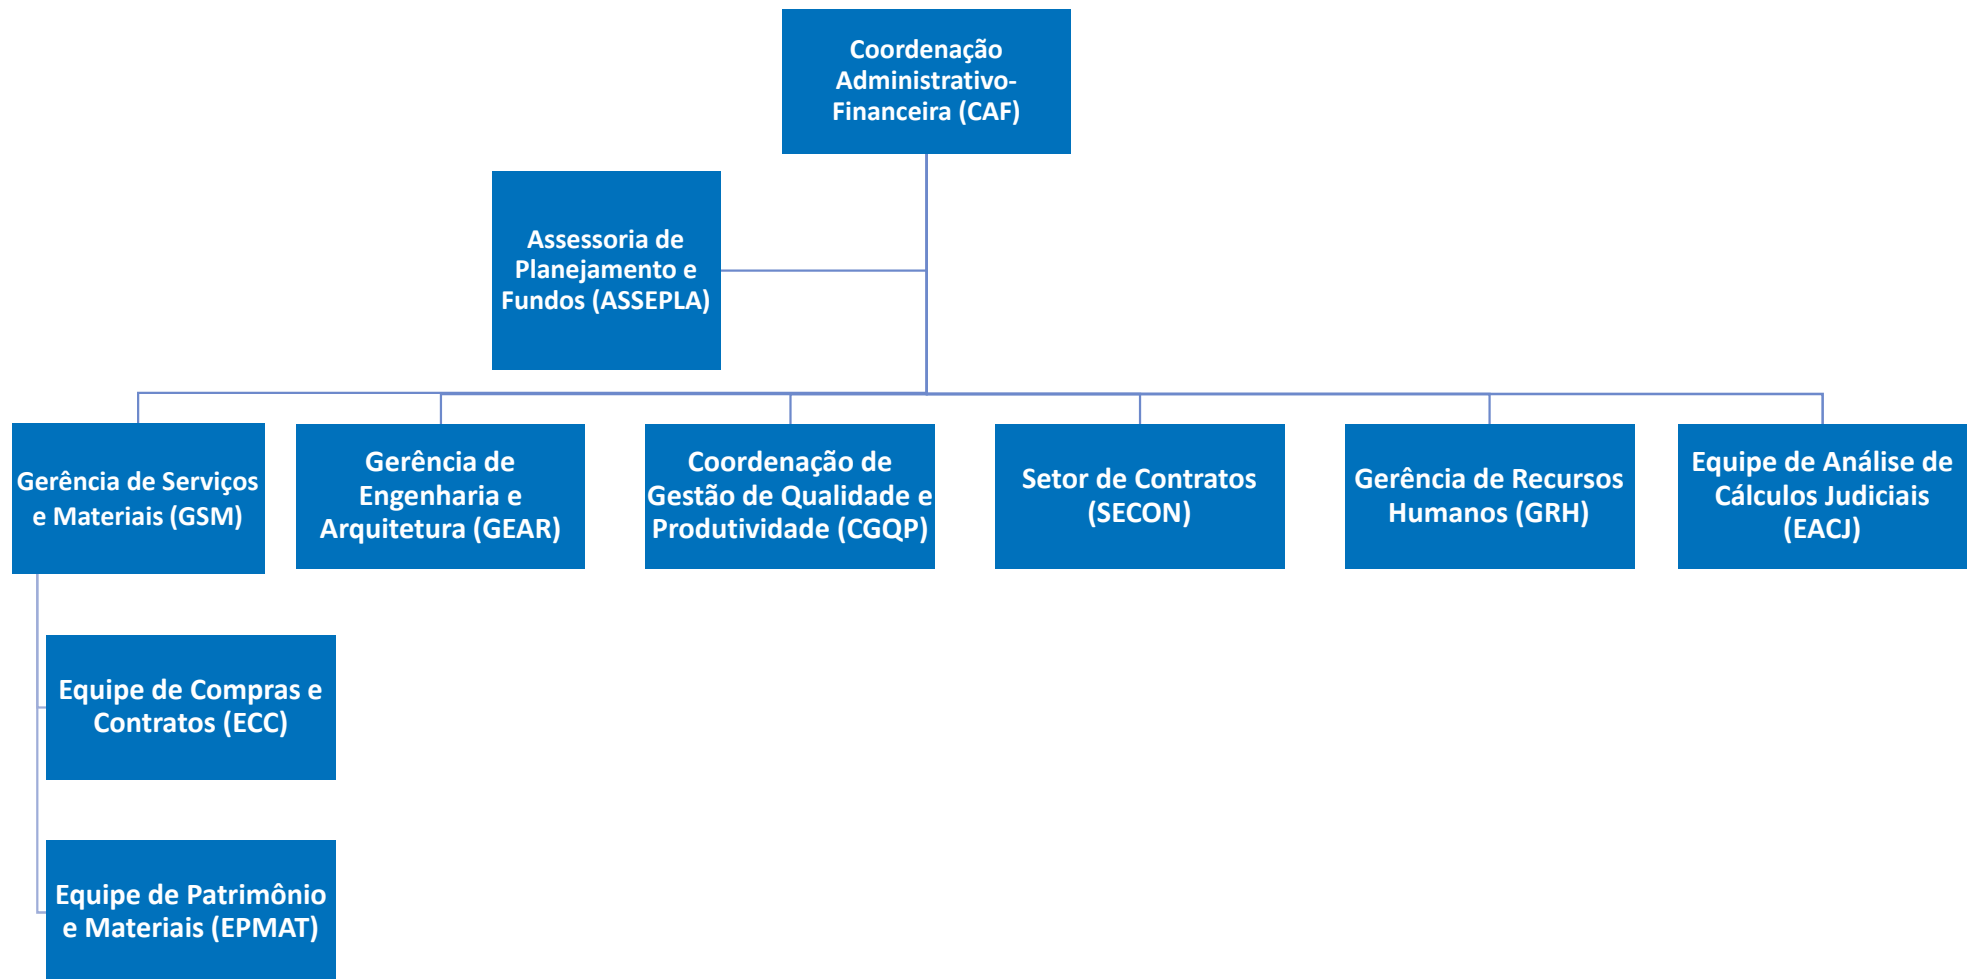 Coordenação
Administrativo-
Financeira (CAF)
Assessoria de
Planejamento e
Fundos (ASSEPLA)
Gerência de Serviços
e Materiais (GSM)
Gerência de
Engenharia e
Arquitetura (GEAR)
Coordenação de
Gestão de Qualidade e
Produtividade (CGQP)
Setor de Contratos
(SECON)
Gerência de Recursos
Humanos (GRH)
Equipe de Análise de
Cálculos Judiciais
(EACJ)
Equipe de Compras e
Contratos (ECC)
Equipe de Patrimônio
e Materiais (EPMAT)